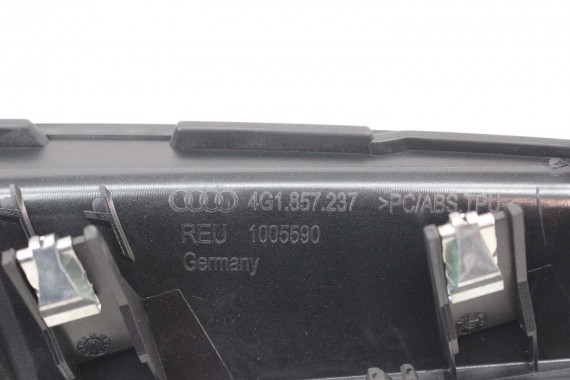 4G1.857.237 >PC/ABS, TPU<
REU 1005590
Germany